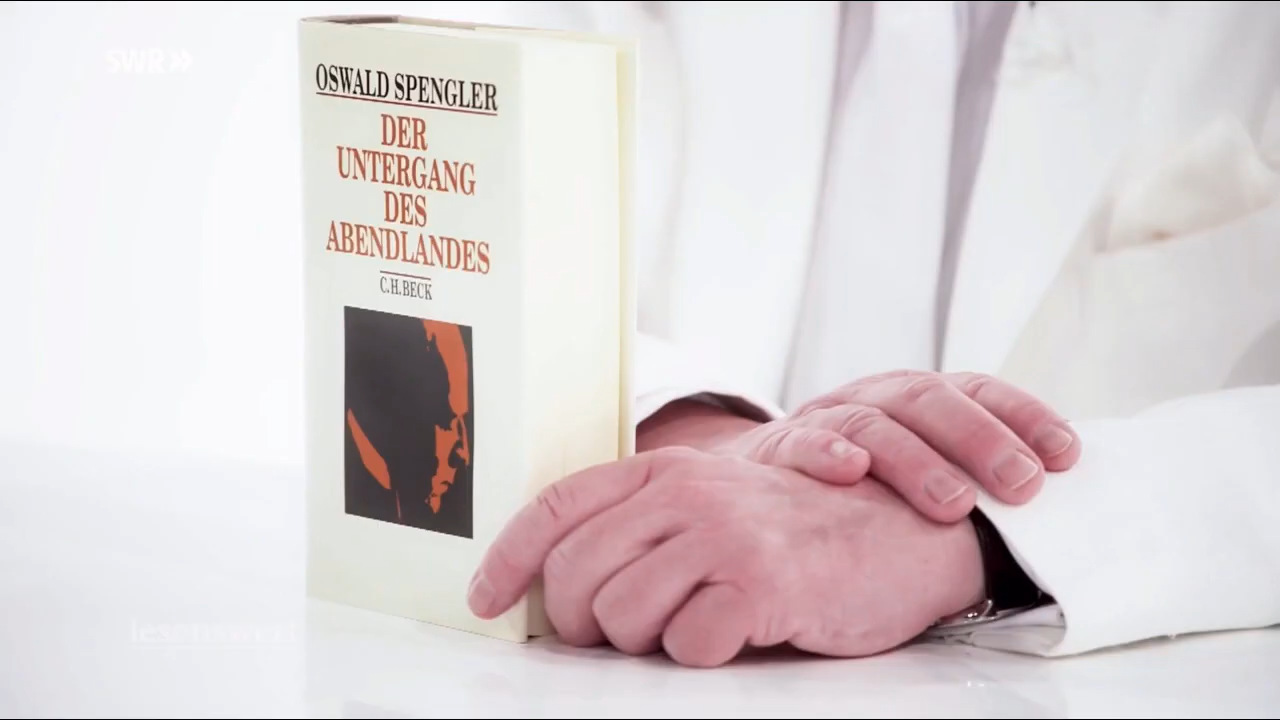 SWR»
OSWALD SPENGLER
DER
UNTERGANG
DES
ABENDLANDES
C.H.BECK